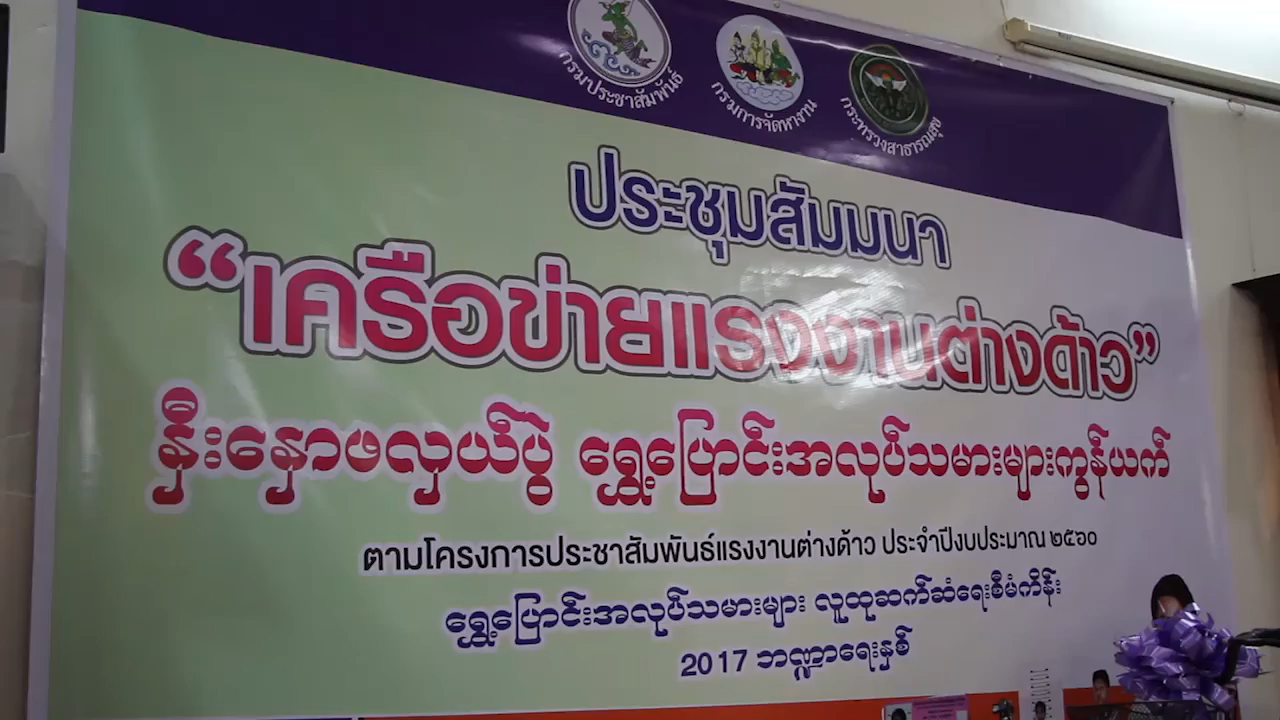 กรมประชาสัมพันธ์
กรมการจัดหางาน
กระทรวงสาธารณสุข
ประชุมสัมมนา
“เครือข่ายแรงงานต่างด้าว”
နှီးနှောဖလှယ်ပွဲ ရွှေ့ပြောင်းအလုပ်သမားများကွန်ယက်
ตามโครงการประชาสัมพันธ์แรงงานต่างด้าว ประจำปีงบประมาณ ๒๕๖๐
ရွှေ့ပြောင်းအလုပ်သမားများ လူထုဆက်ဆံရေးစီမံကိန်း
2017 ဘဏ္ဍာရေးနှစ်